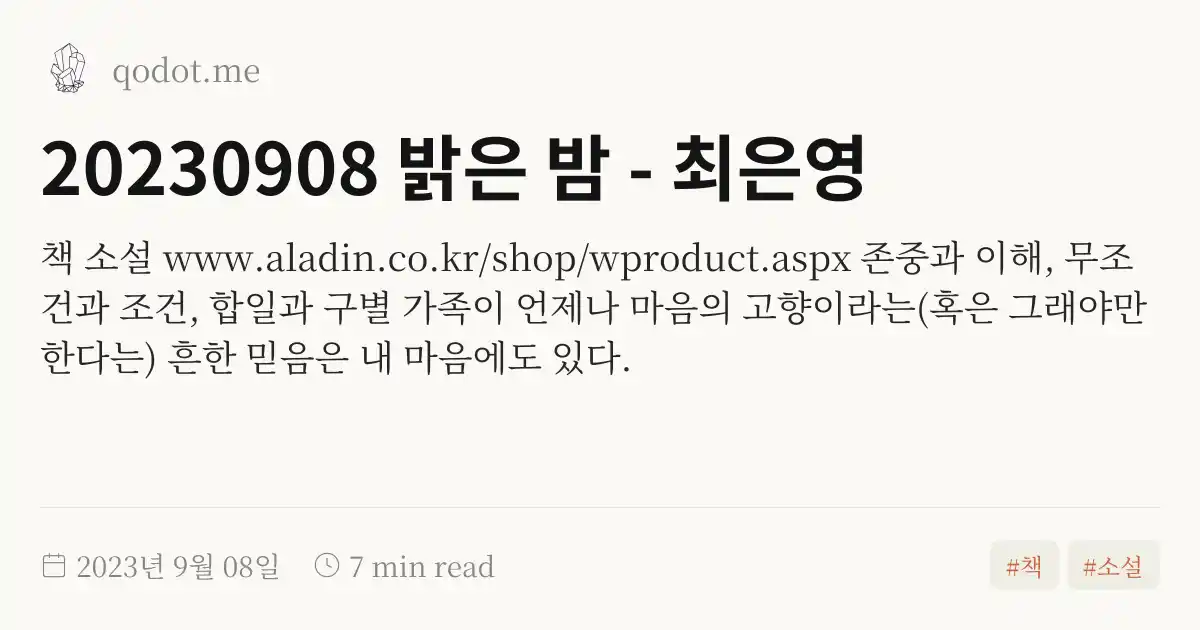 qodot.me
20230908 밝은 밤 - 최은영
책 소설 www.aladin.co.kr/shop/wproduct.aspx 존중과 이해, 무조
건과 조건, 합일과 구별 가족이 언제나 마음의 고향이라는(혹은 그래야만
한다는) 흔한 믿음은 내 마음에도 있다.
2023년 9월 08일 7 min read #책 #소설